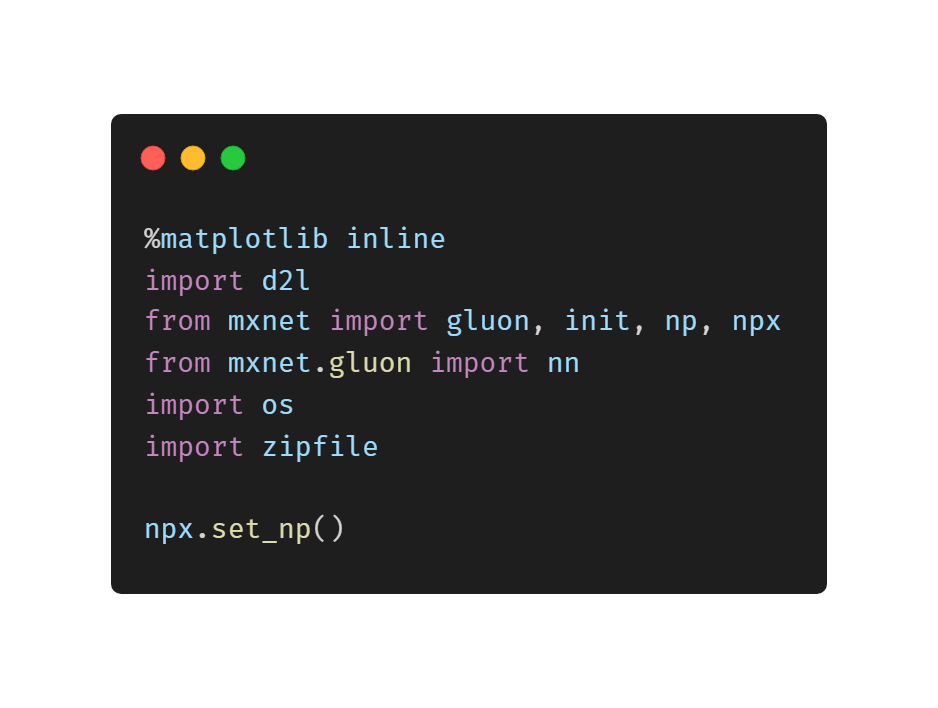 %matplotlib inline
import d2l
from mxnet import gluon, init, np, npx
from mxnet.gluon import nn
import os
import zipfile
npx.set_np()